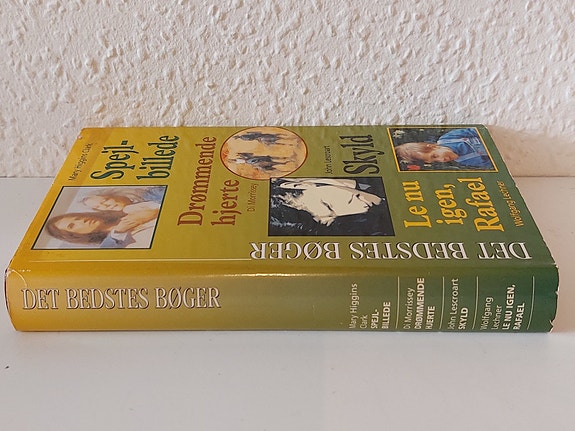 Mary Higgins Clark
Spejl-
billede
Drømmende
hjerte
Di Morrissey
John Lescroart
Skyld
Le nu
igen,
Rafael
Wolfgang Lechner
DET BEDSTES BØGER
DET BEDSTES BØGER
Mary Higgins
Clark
SPEJL-
BILLEDE
Di Morrissey
DRØMMENDE
HJERTE
John Lescroart
SKYLD
Wolfgang
Lechner
LE NU IGEN,
RAFAEL